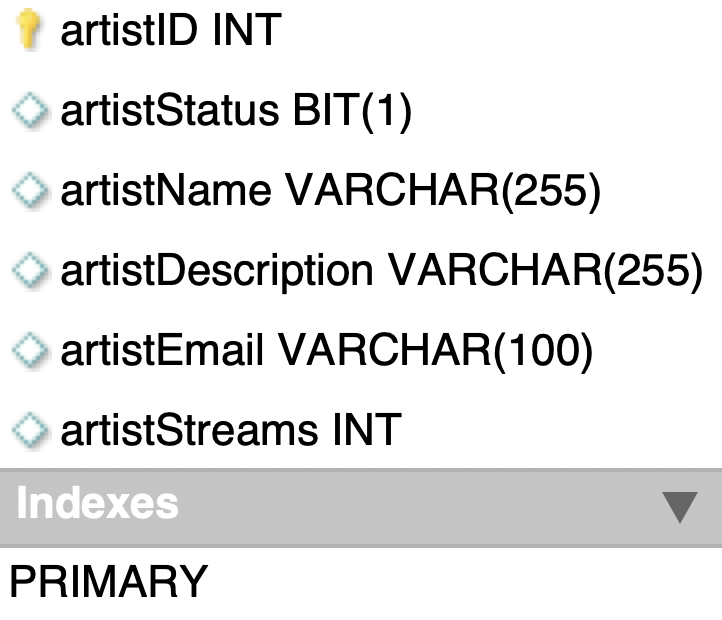 artistID INT
artistStatus BIT(1)
artistName VARCHAR(255)
artistDescription VARCHAR(255)
artistEmail VARCHAR(100)
artistStreams INT
Indexes
PRIMARY